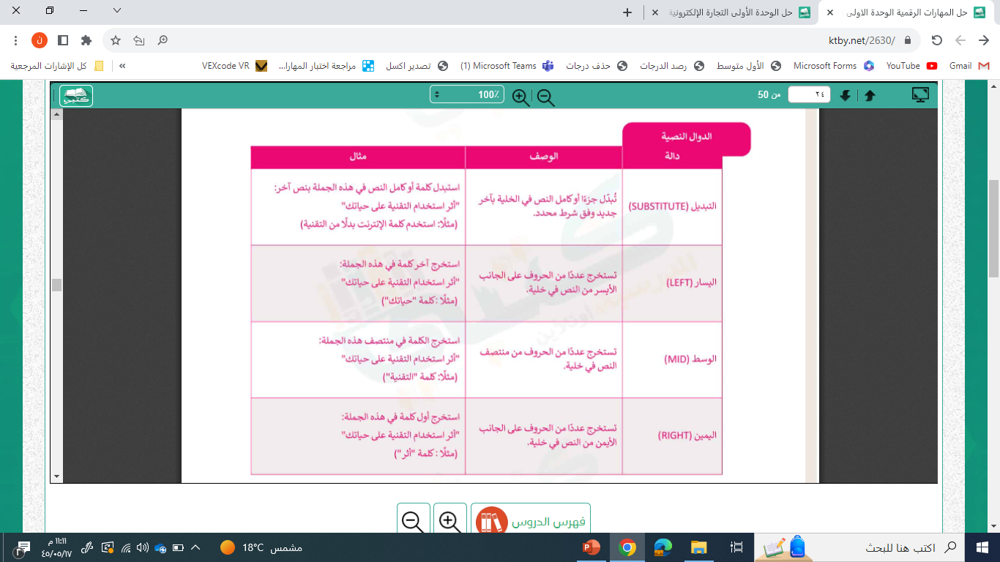 حل المهارات الرقمية الوحدة الاولى
حل الوحدة الأولى التجارة الإلكترونية
ktby.net/2630/
ن
Gmail
YouTube
Microsoft Forms
الأول متوسط
رصد الدرجات
حذف درجات
(1) Microsoft Teams
تصدير اكسل
مراجعة اختبار المهارا...
VEXcode VR
«
كل الإشارات المرجعية
٢٤
من 50
100٪
كتبي
الدوال النصية
دالة
الوصف
مثال
التبديل (SUBSTITUTE)
تُبدّل جزءًا أو كامل النص في الخلية بآخر
جديد وفق شرط محدد.
استبدل كلمة أو كامل النص في هذه الجملة بنص آخر:
"أثر استخدام التقنية على حياتك"
(مثلًا: استخدم كلمة الإنترنت بدلًا من التقنية)
اليسار (LEFT)
تستخرج عددًا من الحروف على الجانب
الأيسر من النص في خلية.
استخرج آخر كلمة في هذه الجملة:
"أثر استخدام التقنية على حياتك"
(مثلًا :كلمة "حياتك")
الوسط (MID)
تستخرج عددًا من الحروف من منتصف
النص في خلية.
استخرج الكلمة في منتصف هذه الجملة:
"أثر استخدام التقنية على حياتك"
(مثلًا: كلمة "التقنية")
اليمين (RIGHT)
تستخرج عددًا من الحروف على الجانب
الأيمن من النص في خلية.
استخرج أول كلمة في هذه الجملة:
"أثر استخدام التقنية على حياتك"
(مثلًا : كلمة "أثر")
فهرس الدروس
اكتب هنا للبحث
18°C مشمس
١١:١١ م
٤٥/٠٥/١٧